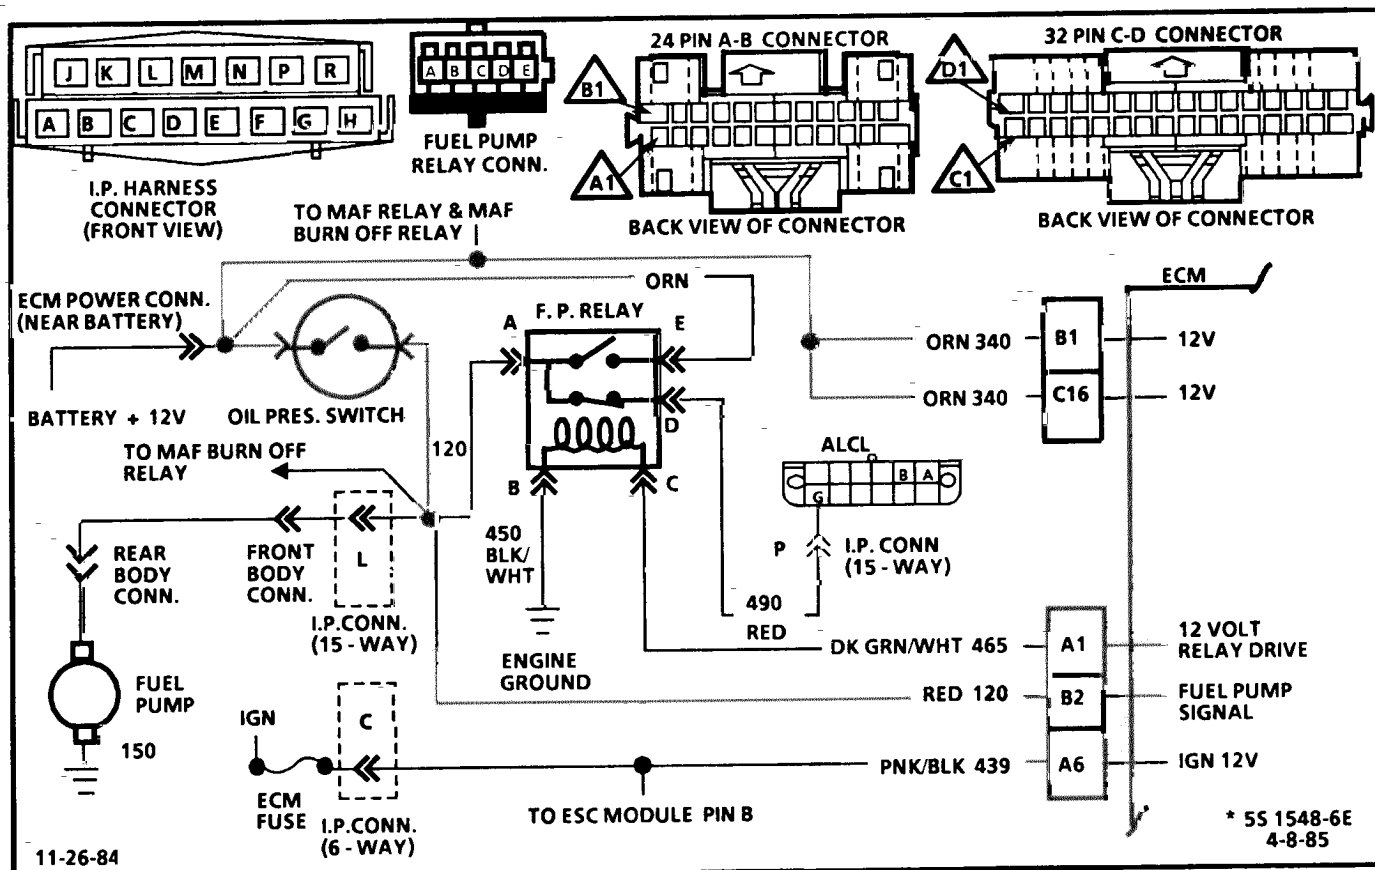 24 PIN A-B CONNECTOR
32 PIN C-D CONNECTOR
J K L M N P R
A B C D E F G H
A B C D E
B1
A1
D1
C1
FUEL PUMP
RELAY CONN.
I.P. HARNESS
CONNECTOR
(FRONT VIEW)
BACK VIEW OF CONNECTOR
BACK VIEW OF CONNECTOR
TO MAF RELAY & MAF
BURN OFF RELAY
ECM POWER CONN.
(NEAR BATTERY)
ORN
F. P. RELAY
A
E
ECM
ORN 340
B1
12V
ORN 340
C16
12V
BATTERY + 12V
OIL PRES. SWITCH
D
TO MAF BURN OFF
RELAY
120
B
C
ALCL
B A
G
450
BLK/
WHT
P
I.P. CONN
(15 - WAY)
REAR
BODY
CONN.
FRONT
BODY
CONN.
L
I.P.CONN.
(15 - WAY)
490
RED
ENGINE
GROUND
DK GRN/WHT 465
A1
12 VOLT
RELAY DRIVE
FUEL
PUMP
150
RED 120
B2
FUEL PUMP
SIGNAL
IGN
C
ECM
FUSE
I.P.CONN.
(6 - WAY)
PNK/BLK 439
A6
IGN 12V
TO ESC MODULE PIN B
* 5S 1548-6E
4-8-85
11-26-84